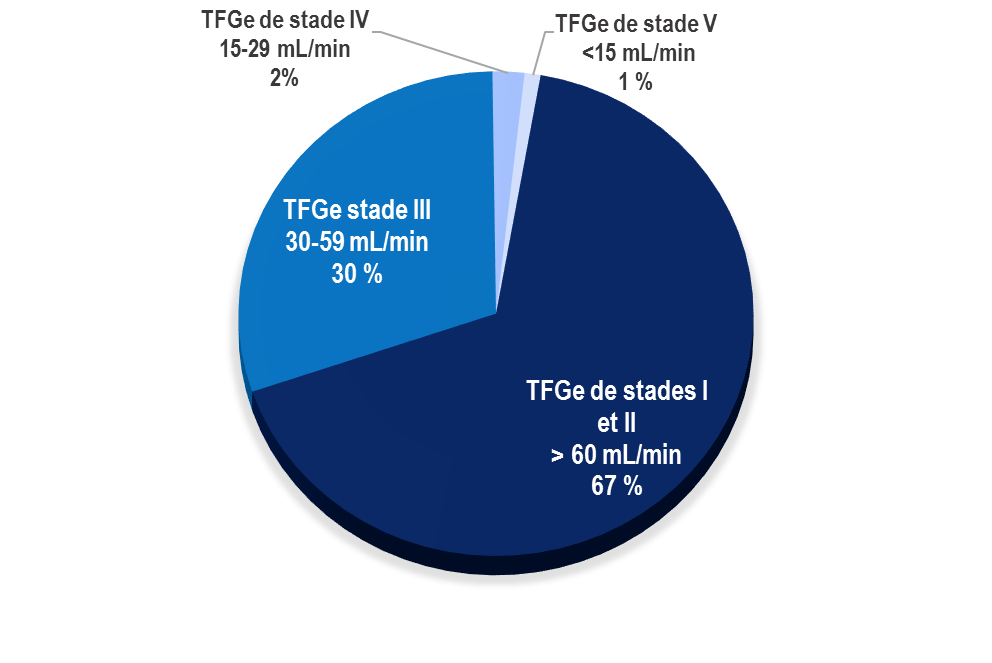 TFGe de stade IV
15-29 mL/min
2%
TFGe de stade V
<15 mL/min
1 %
TFGe stade III
30-59 mL/min
30 %
TFGe de stades I
et II
> 60 mL/min
67 %